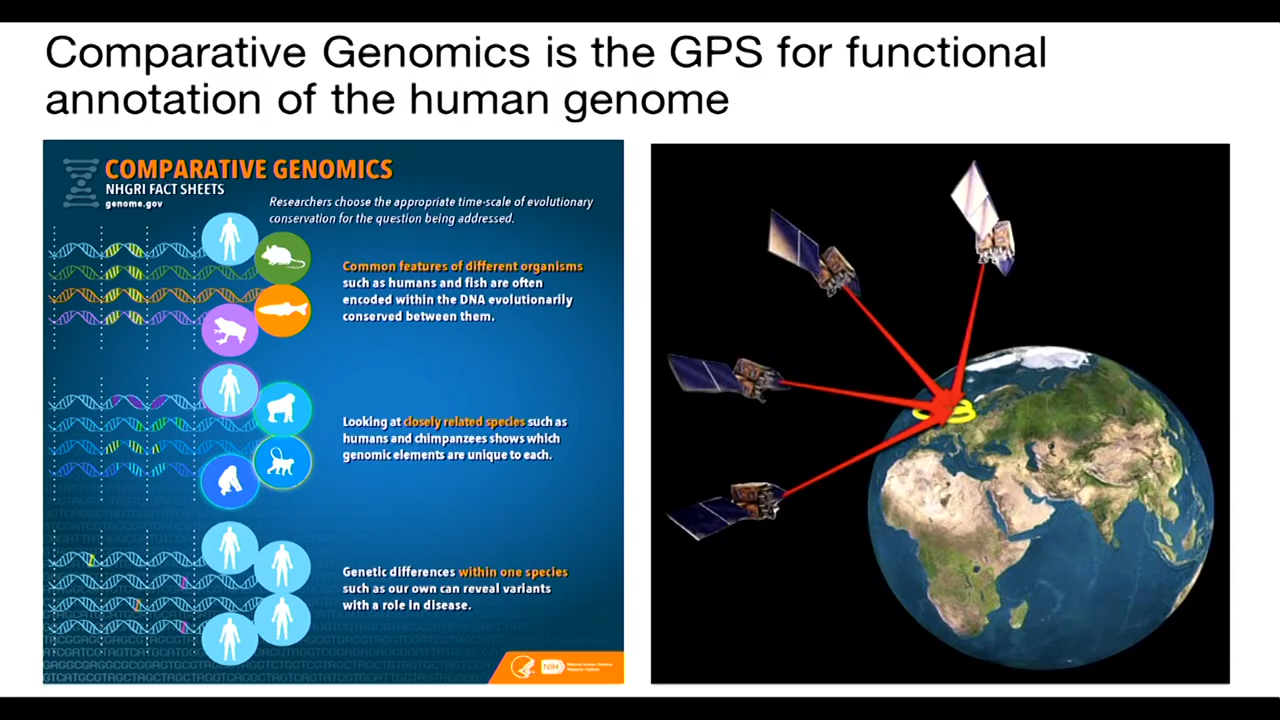 Comparative Genomics is the GPS for functional
annotation of the human genome
COMPARATIVE GENOMICS
NHGRI FACT SHEETS
genome.gov
Researchers choose the appropriate time-scale of evolutionary
conservation for the question being addressed.
Common features of different organisms
such as humans and fish are often
encoded within the DNA evolutionarily
conserved between them.
Looking at closely related species such as
humans and chimpanzees shows which
genomic elements are unique to each.
Genetic differences within one species
such as our own can reveal variants
with a role in disease.
NIH